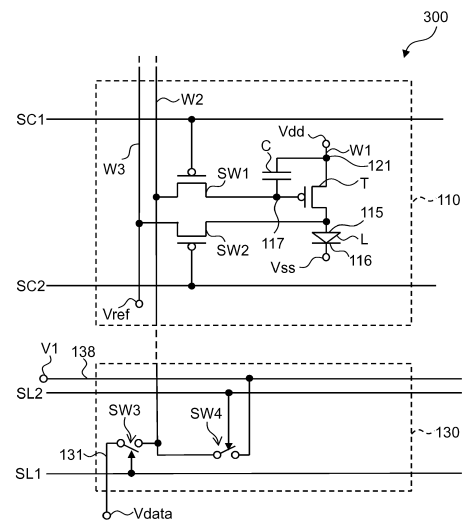 300
W2
SC1
Vdd
W1
W3
C
121
SW1
T
110
115
L
117
SW2
116
Vss
SC2
Vref
V1
138
SL2
SW3
SW4
130
131
SL1
Vdata